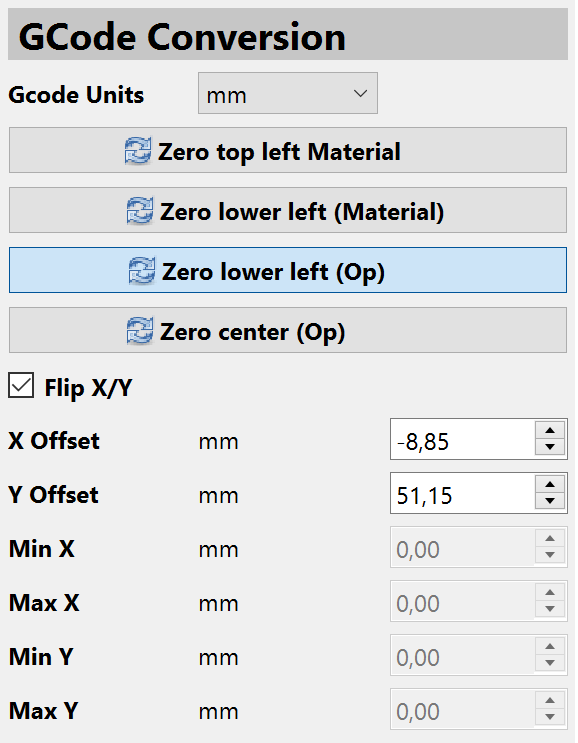 GCode Conversion
Gcode Units mm
Zero top left Material
Zero lower left (Material)
Zero lower left (Op)
Zero center (Op)
Flip X/Y
X Offset mm -8,85
Y Offset mm 51,15
Min X mm 0,00
Max X mm 0,00
Min Y mm 0,00
Max Y mm 0,00